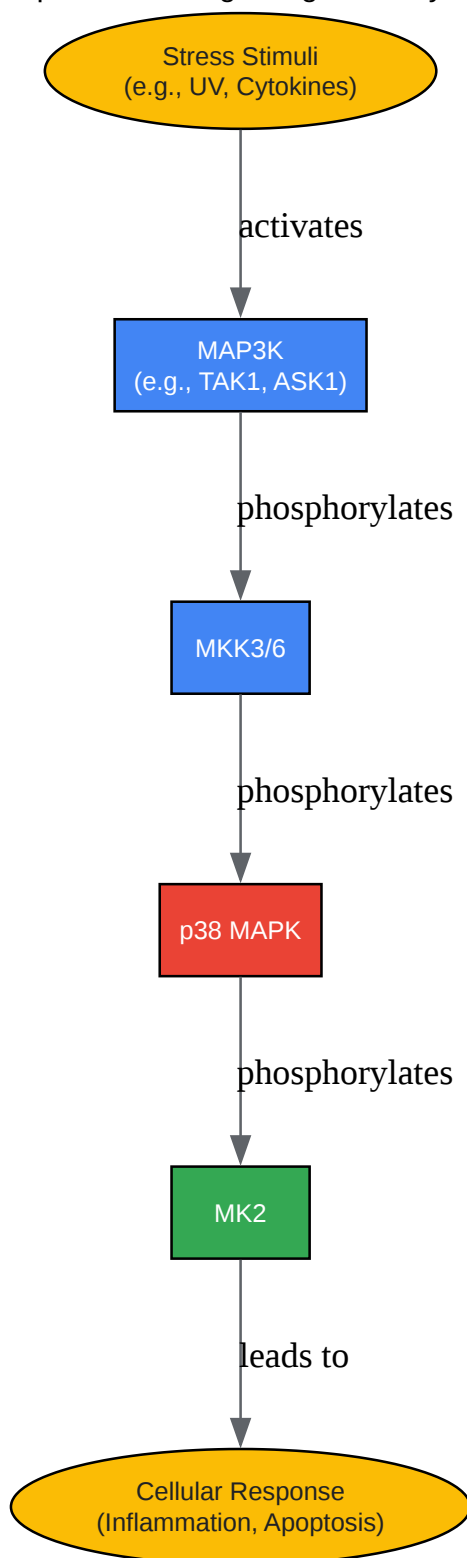 Stress Stimuli
(e.g., UV, Cytokines)
activates
MAP3K
(e.g., TAK1, ASK1)
phosphorylates
MKK3/6
phosphorylates
p38 MAPK
phosphorylates
MK2
leads to
Cellular Response
(Inflammation, Apoptosis)